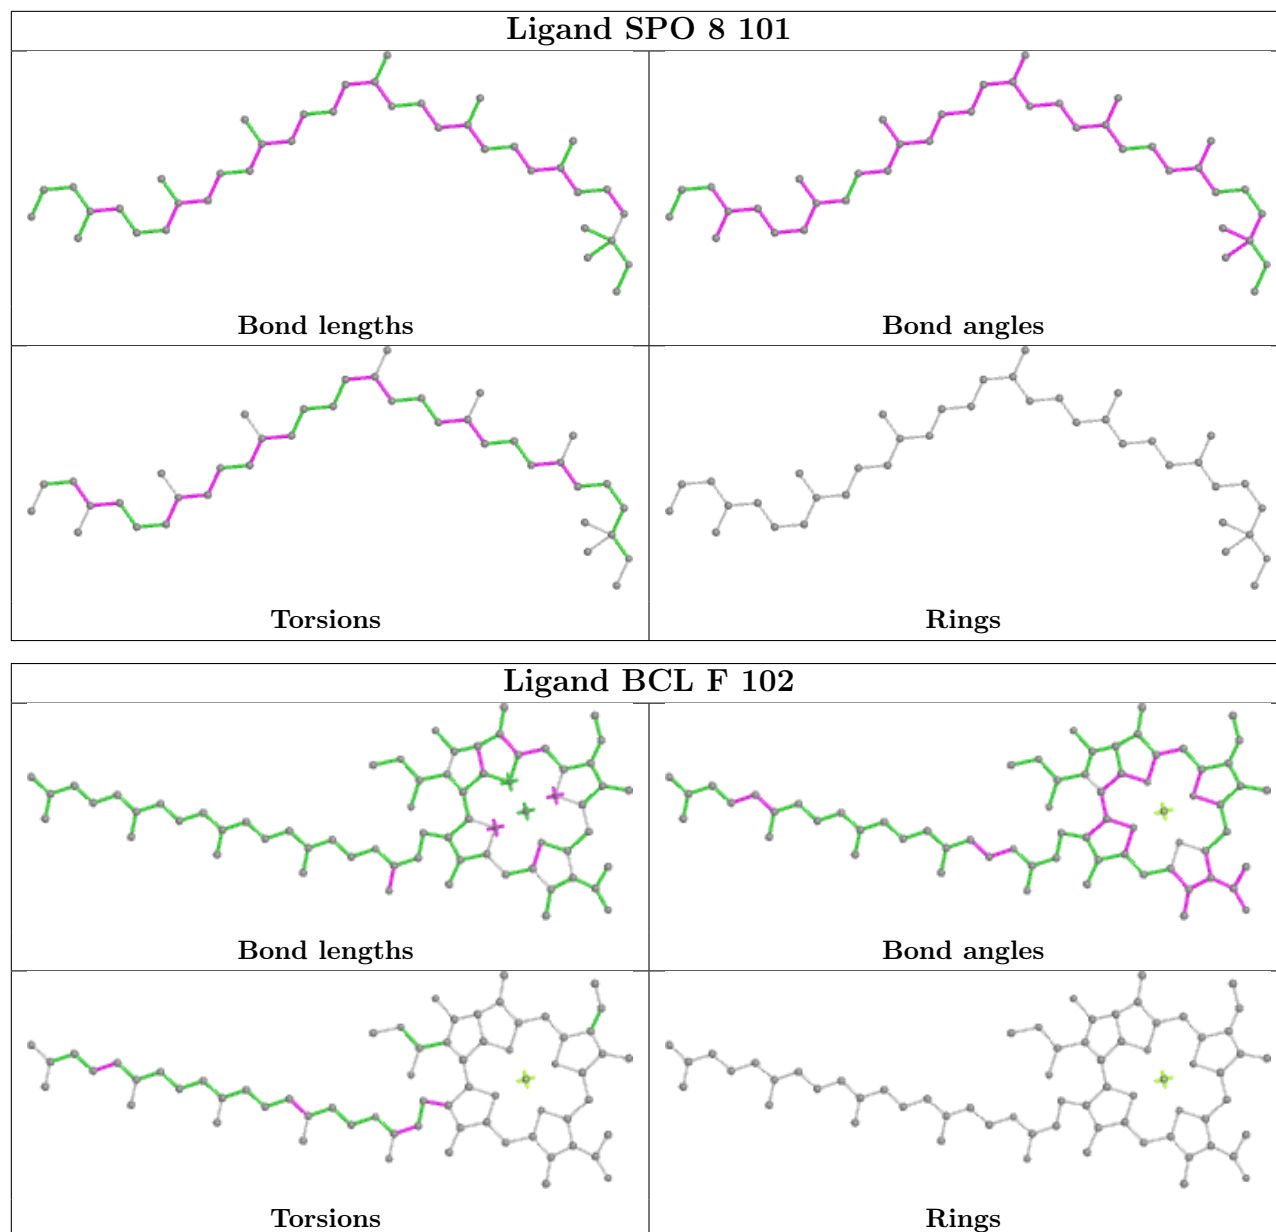 Ligand SPO 8 101
Bond lengths
Bond angles
Torsions
Rings
Ligand BCL F 102
Bond lengths
Bond angles
Torsions
Rings